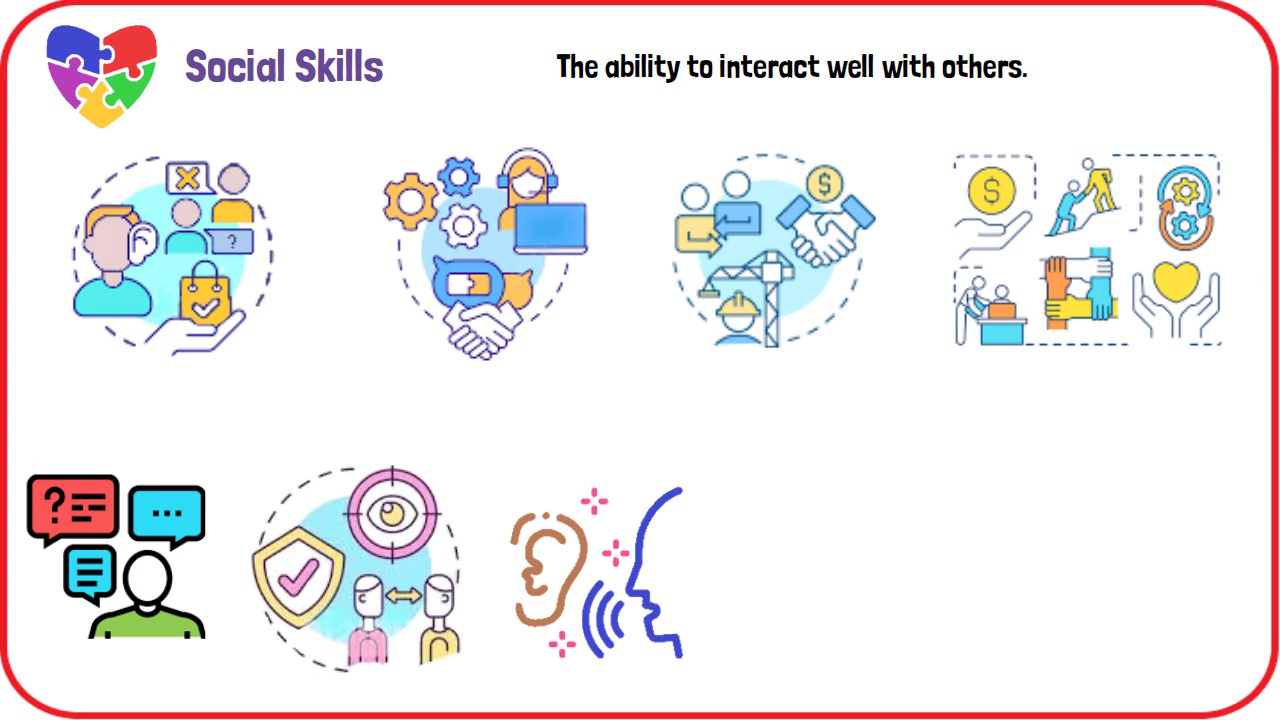 Social Skills
The ability to interact well with others.
$
$
?
?
...